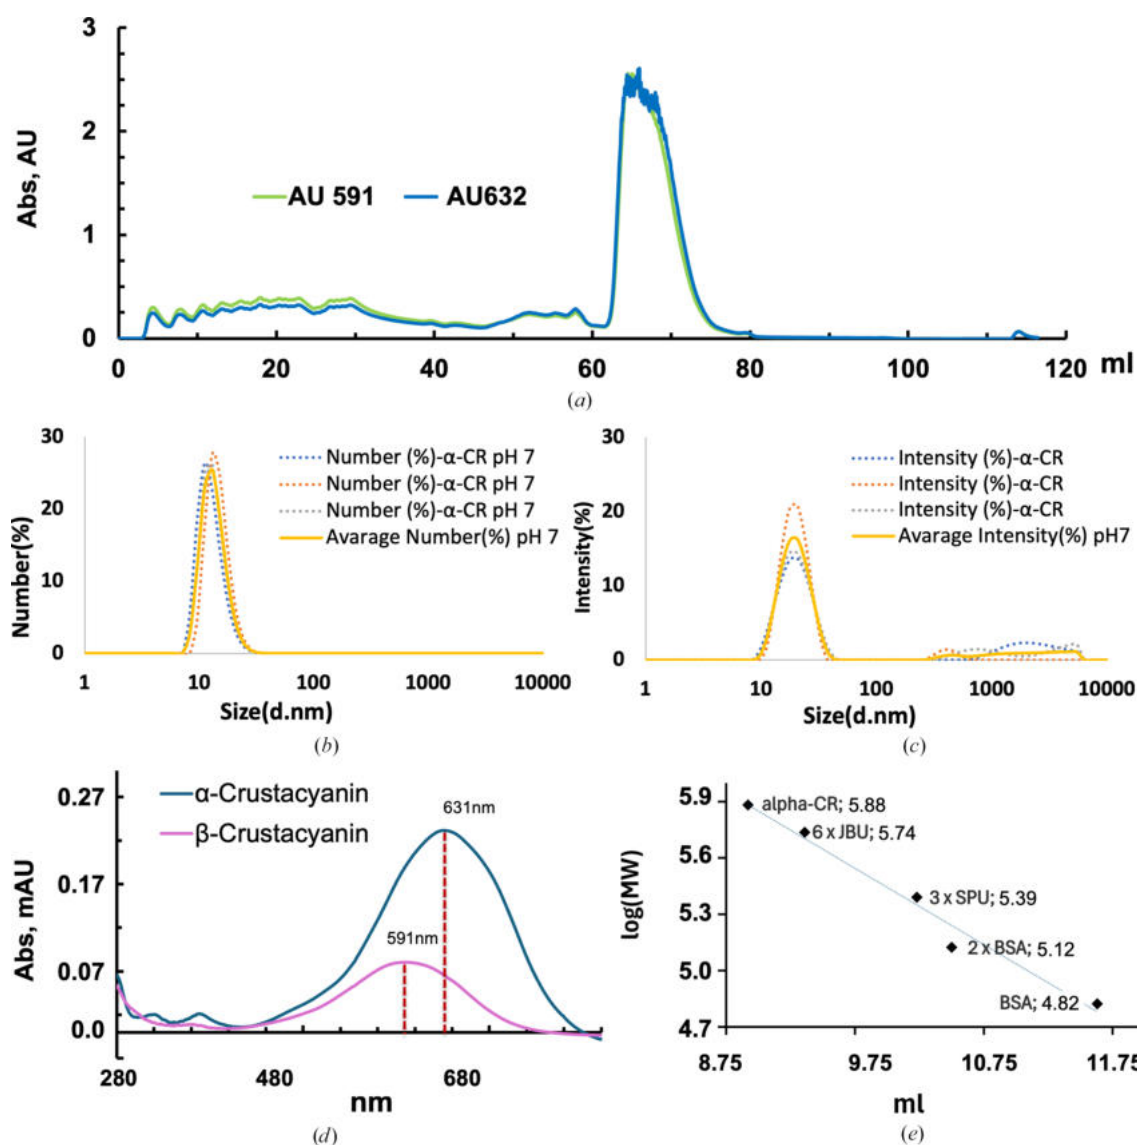 3
2
1
0
Abs, AU
AU 591
AU632
0
20
40
60
80
100
120
ml
(a)
30
20
10
0
Number(%)
Number (%)-α-CR pH 7
Number (%)-α-CR pH 7
Number (%)-α-CR pH 7
Avarage Number(%) pH 7
1
10
100
1000
10000
Size(d.nm)
(b)
30
20
10
0
Intensity(%)
Intensity (%)-α-CR
Intensity (%)-α-CR
Intensity (%)-α-CR
Avarage Intensity(%) pH7
1
10
100
1000
10000
Size(d.nm)
(c)
0.27
0.17
0.07
0.0
Abs, mAU
α-Crustacyanin
β-Crustacyanin
631nm
591nm
280
480
680
nm
(d)
5.9
5.6
5.3
5.0
4.7
log(MW)
alpha-CR; 5.88
6 x JBU; 5.74
3 x SPU; 5.39
2 x BSA; 5.12
BSA; 4.82
8.75
9.75
10.75
11.75
ml
(e)